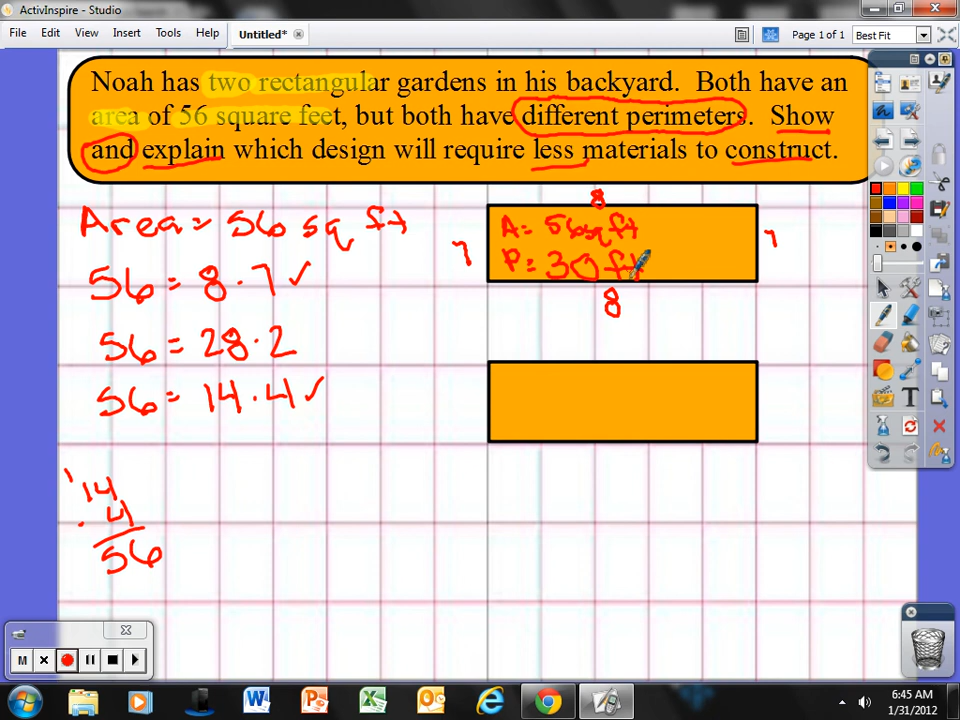 ActivInspire - Studio
File Edit View Insert Tools Help Untitled* Page 1 of 1 Best Fit
Noah has two rectangular gardens in his backyard. Both have an
area of 56 square feet, but both have different perimeters. Show
and explain which design will require less materials to construct.
Area = 56 sq ft
56 = 8 · 7 ✓
56 = 28 · 2
56 = 14 · 4 ✓
1
14
· 4
56
8
A = 56 sq ft
7 7
P = 30 ft
8
M
6:45 AM
1/31/2012